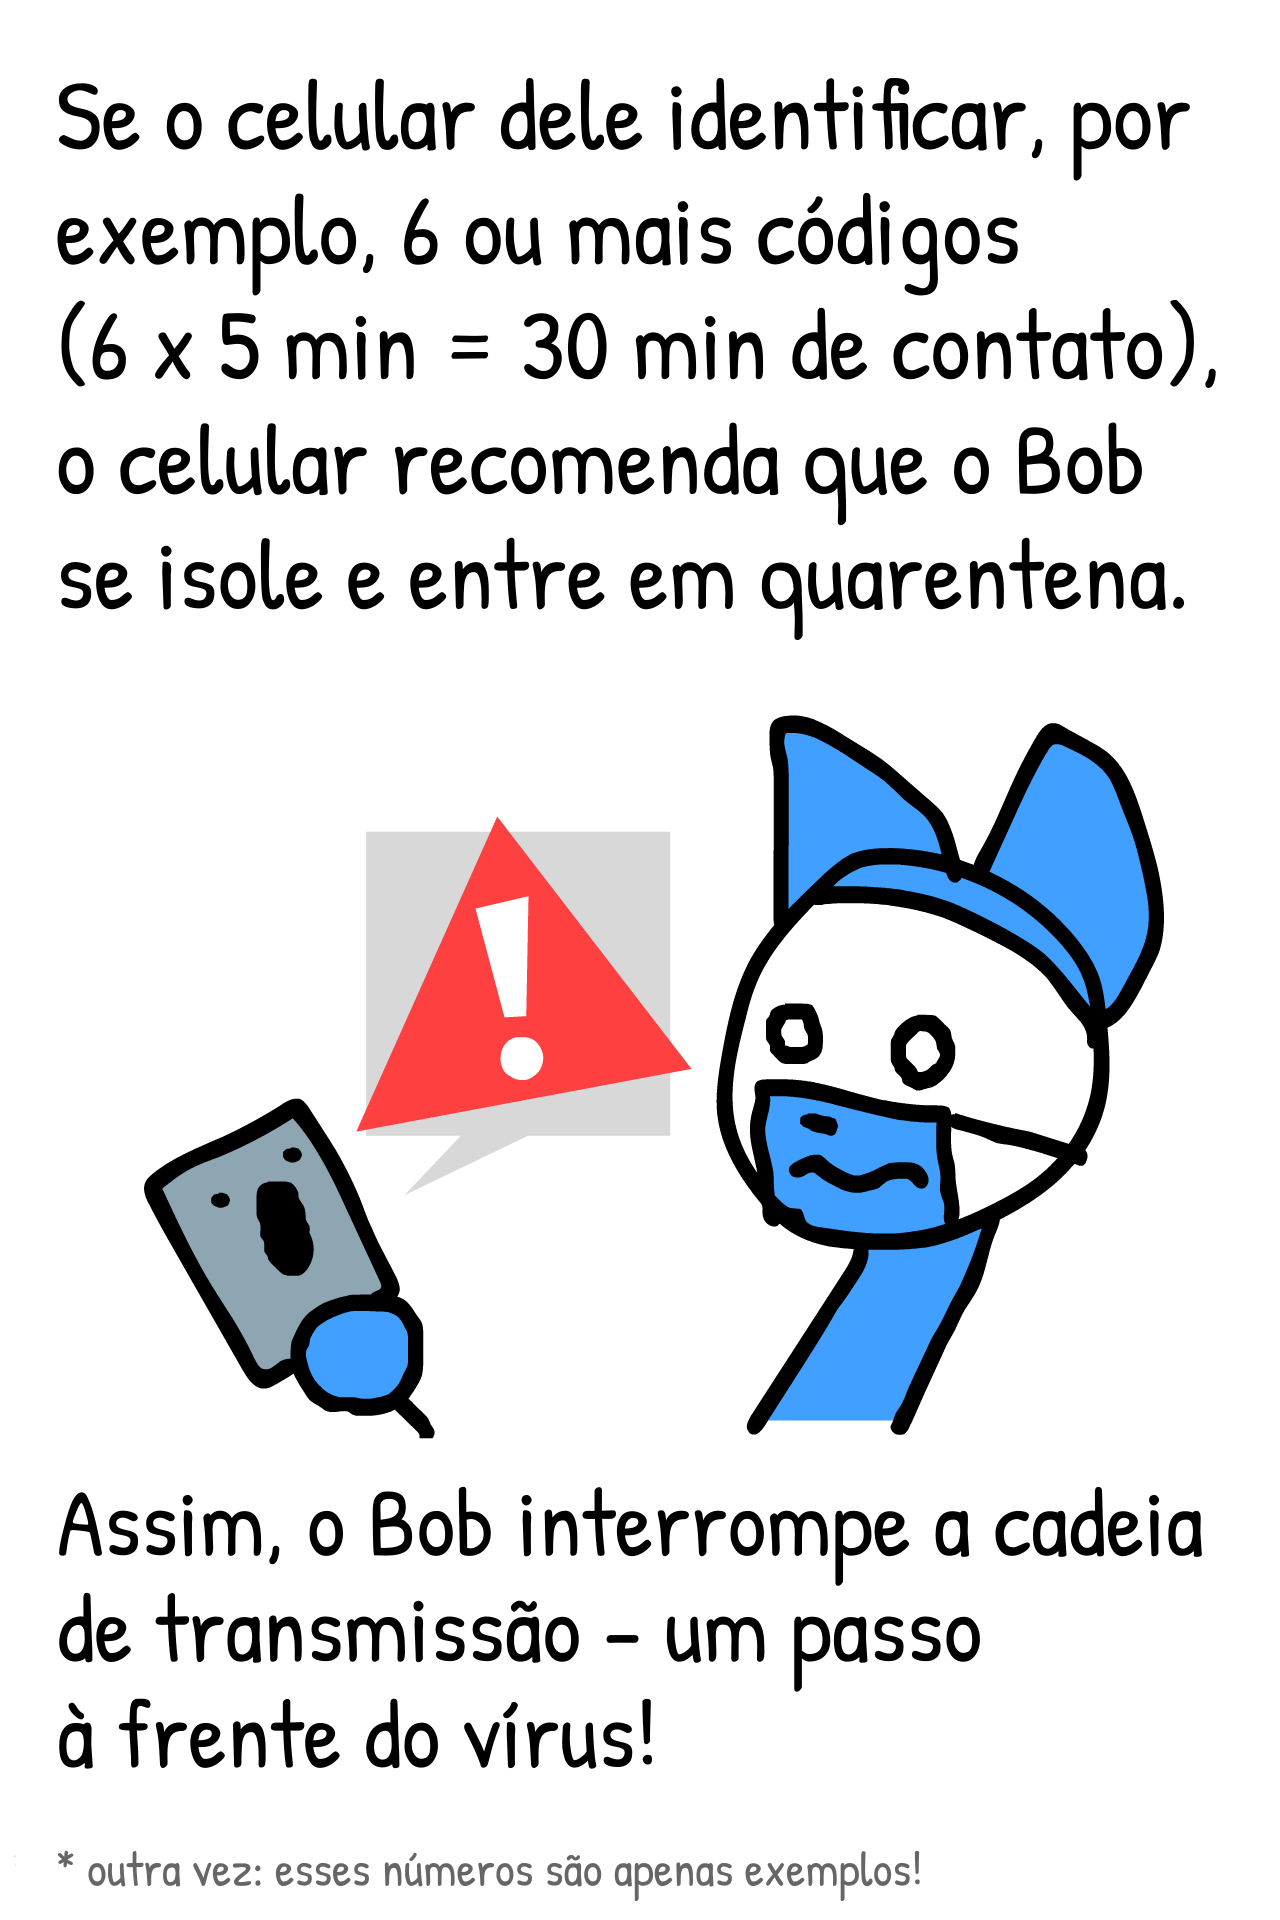 Se o celular dele identificar, por
exemplo, 6 ou mais códigos
(6 x 5 min = 30 min de contato),
o celular recomenda que o Bob
se isole e entre em quarentena.
!
Assim, o Bob interrompe a cadeia
de transmissão – um passo
à frente do vírus!
* outra vez: esses números são apenas exemplos!